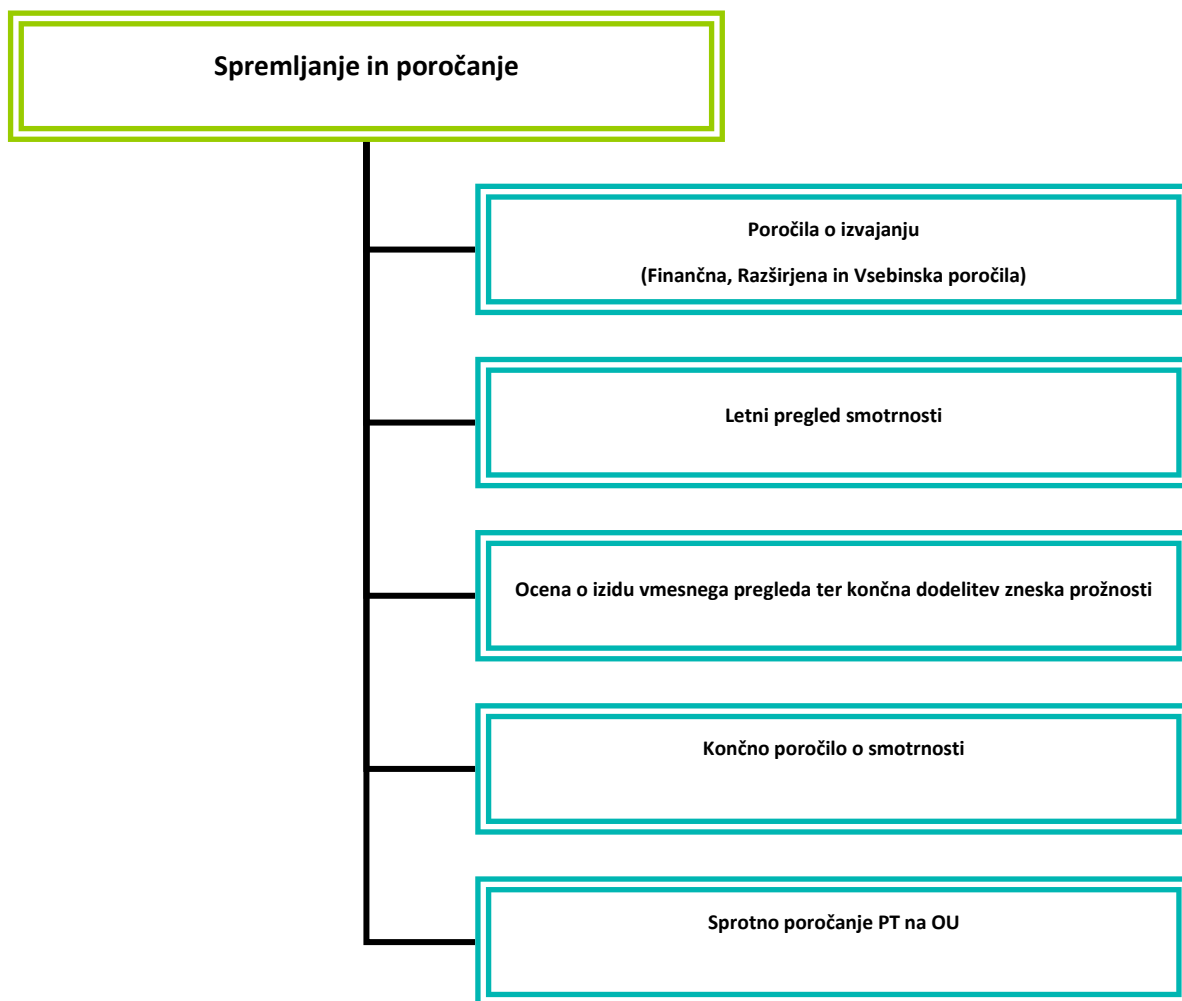 Spremljanje in poročanje
Poročila o izvajanju
(Finančna, Razširjena in Vsebinska poročila)
Letni pregled smotrnosti
Ocena o izidu vmesnega pregleda ter končna dodelitev zneska prožnosti
Končno poročilo o smotrnosti
Sprotno poročanje PT na OU